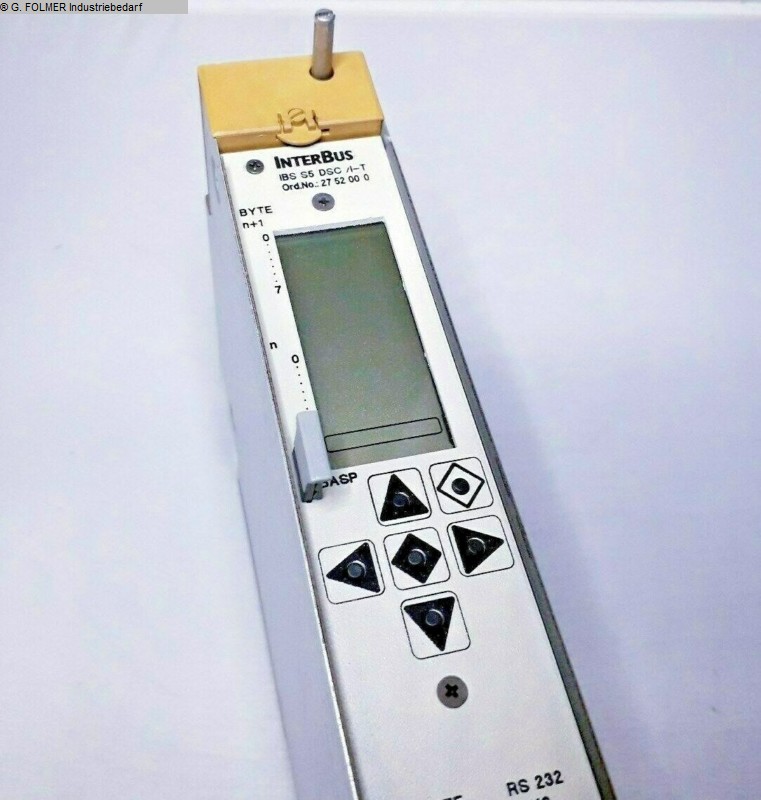 ® G. FOLMER Industriebedarf
INTERBUS
IBS S5 DSC /I-T
Ord.No.: 27 52 00 0
BYTE
n+1
0
7
n
0
RS 232